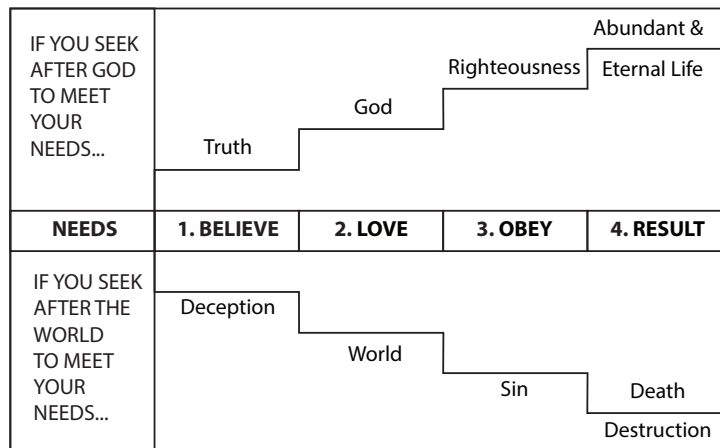 IF YOU SEEK
AFTER GOD
TO MEET
YOUR
NEEDS...
Truth
God
Righteousness
Abundant &
Eternal Life
NEEDS
1. BELIEVE
2. LOVE
3. OBEY
4. RESULT
IF YOU SEEK
AFTER THE
WORLD
TO MEET
YOUR
NEEDS...
Deception
World
Sin
Death
Destruction